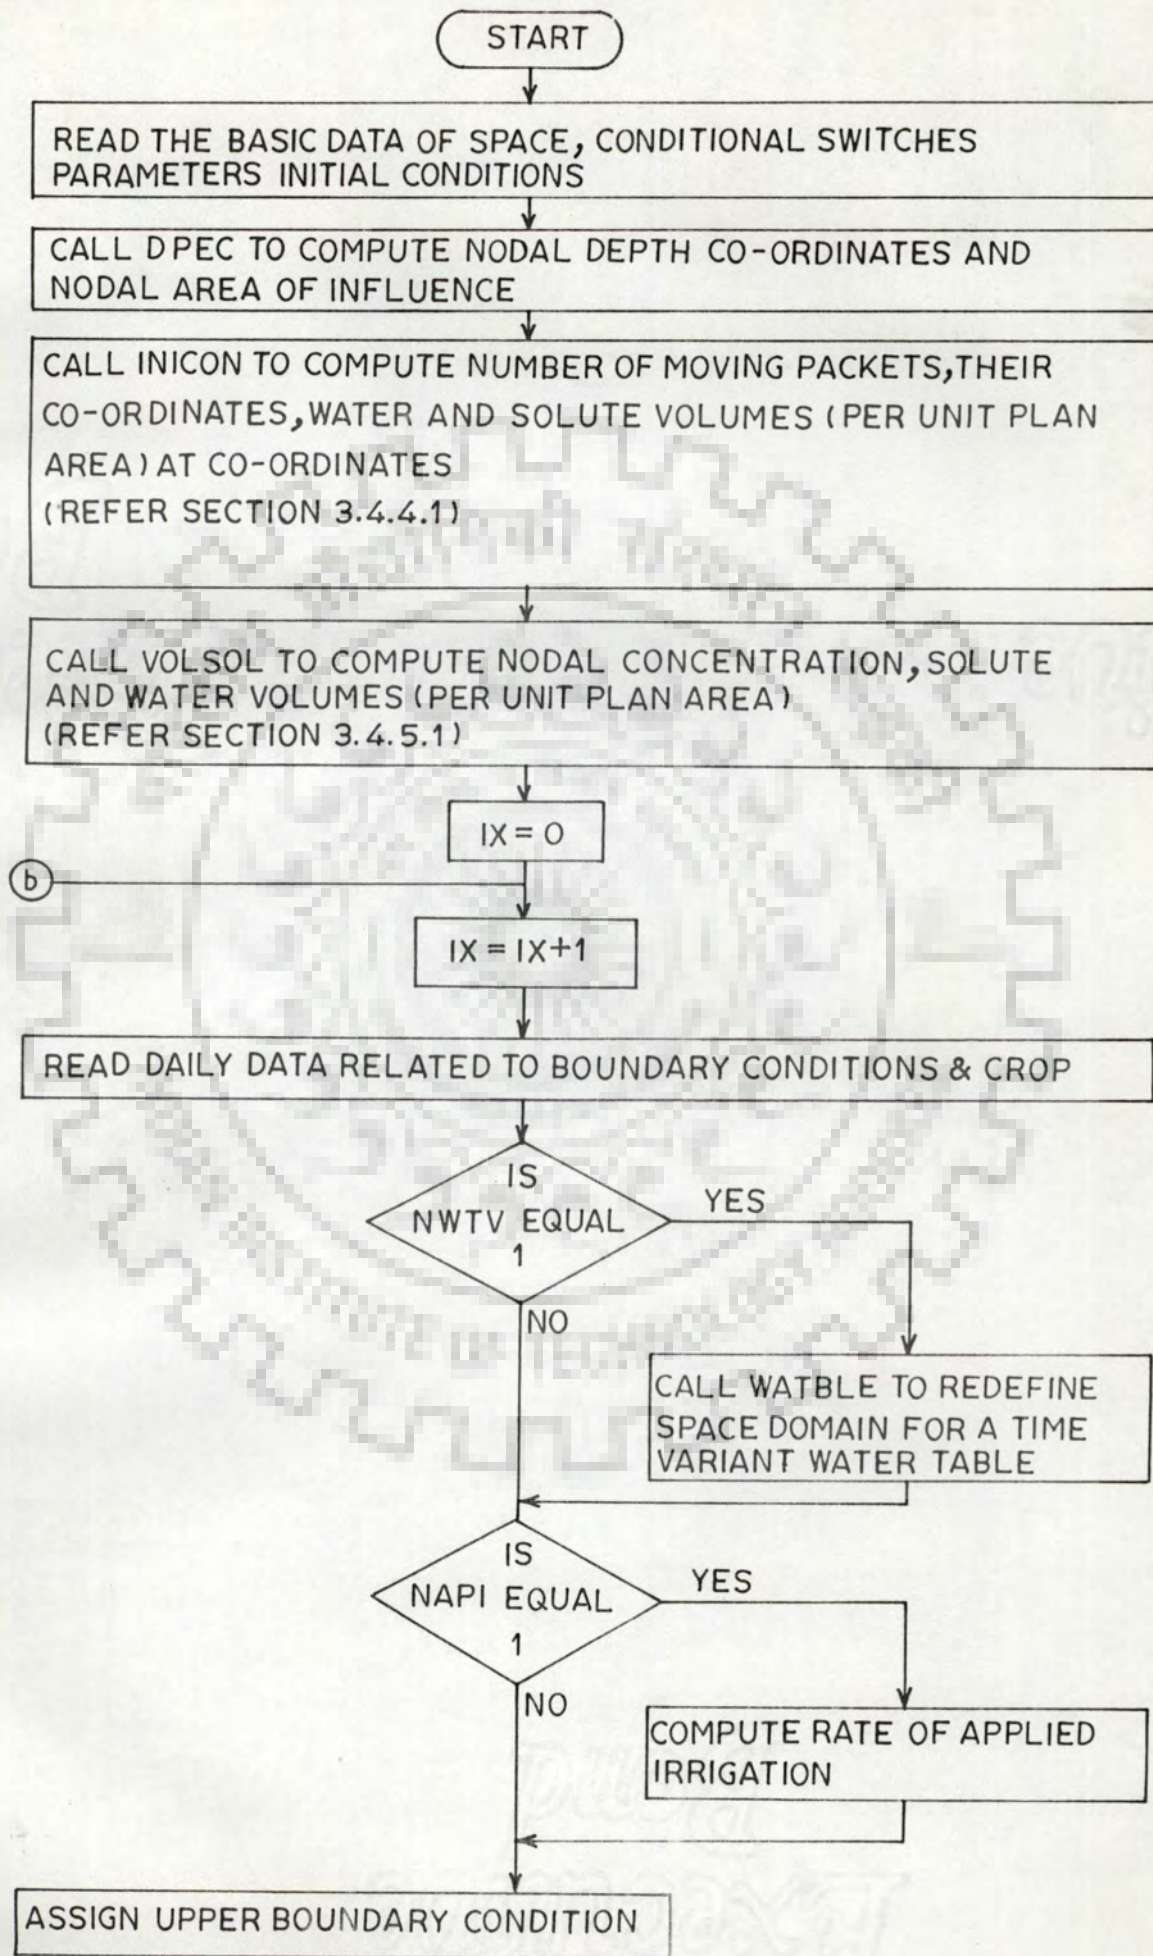 START
READ THE BASIC DATA OF SPACE, CONDITIONAL SWITCHES
PARAMETERS INITIAL CONDITIONS
CALL DPEC TO COMPUTE NODAL DEPTH CO-ORDINATES AND
NODAL AREA OF INFLUENCE
CALL INICON TO COMPUTE NUMBER OF MOVING PACKETS, THEIR
CO-ORDINATES, WATER AND SOLUTE VOLUMES (PER UNIT PLAN
AREA) AT CO-ORDINATES
(REFER SECTION 3.4.4.1)
CALL VOLSOL TO COMPUTE NODAL CONCENTRATION, SOLUTE
AND WATER VOLUMES (PER UNIT PLAN AREA)
(REFER SECTION 3.4.5.1)
IX = 0
b
IX = IX+1
READ DAILY DATA RELATED TO BOUNDARY CONDITIONS & CROP
IS
NWTV EQUAL
1
YES
NO
CALL WATBLE TO REDEFINE
SPACE DOMAIN FOR A TIME
VARIANT WATER TABLE
IS
NAPI EQUAL
1
YES
NO
COMPUTE RATE OF APPLIED
IRRIGATION
ASSIGN UPPER BOUNDARY CONDITION